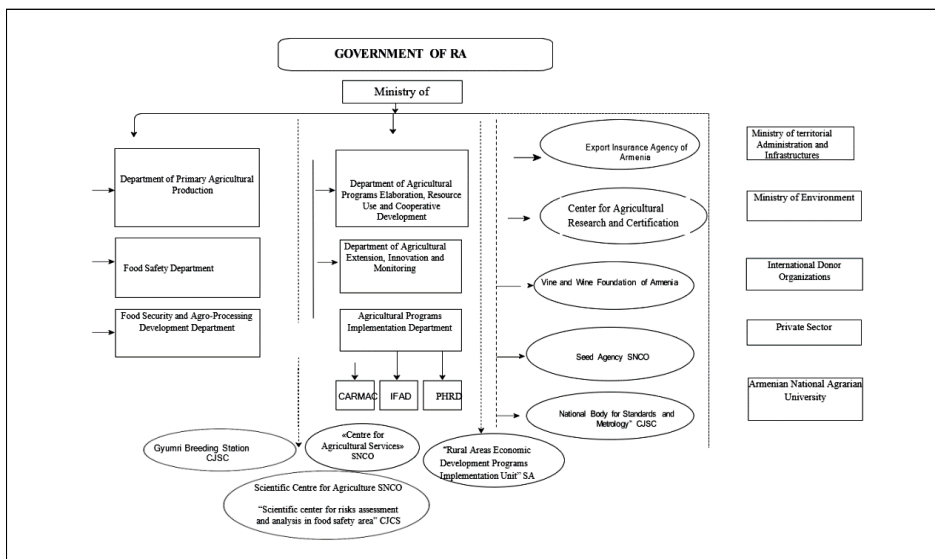 GOVERNMENT OF RA
Ministry of
Department of Primary Agricultural
Production
Food Safety Department
Food Security and Agro-Processing
Development Department
Department of Agricultural
Programs Elaboration, Resource
Use and Cooperative
Development
Department of Agricultural
Extension, Innovation and
Monitoring
Agricultural Programs
Implementation Department
CARMAC
IFAD
PHRD
Export Insurance Agency of
Armenia
Center for Agricultural
Research and Certification
Vine and Wine Foundation of Armenia
Seed Agency SNCO
National Body for Standards and
Metrology" CJSC
Ministry of territorial
Administration and
Infrastructures
Ministry of Environment
International Donor
Organizations
Private Sector
Armenian National Agrarian
University
Gyumri Breeding Station
CJSC
«Centre for
Agricultural Services»
SNCO
"Rural Areas Economic
Development Programs
Implementation Unit" SA
Scientific Centre for Agriculture SNCO
"Scientific center for risks assessment
and analysis in food safety area" CJCS